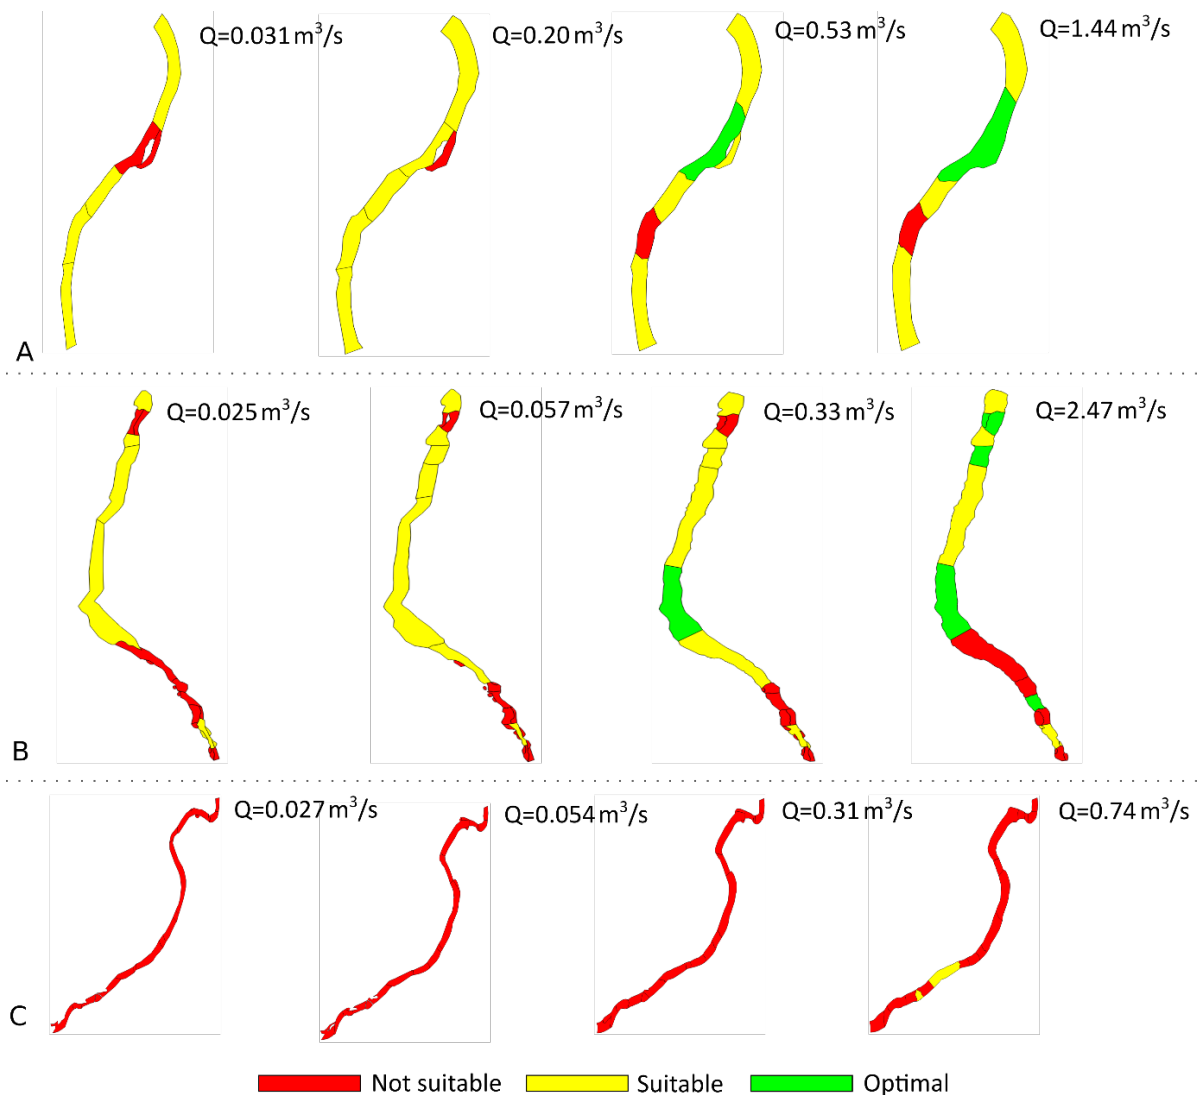 Q=0.031 m³/s
Q=0.20 m³/s
Q=0.53 m³/s
Q=1.44 m³/s
A
Q=0.025 m³/s
Q=0.057 m³/s
Q=0.33 m³/s
Q=2.47 m³/s
B
Q=0.027 m³/s
Q=0.054 m³/s
Q=0.31 m³/s
Q=0.74 m³/s
C
Not suitable
Suitable
Optimal